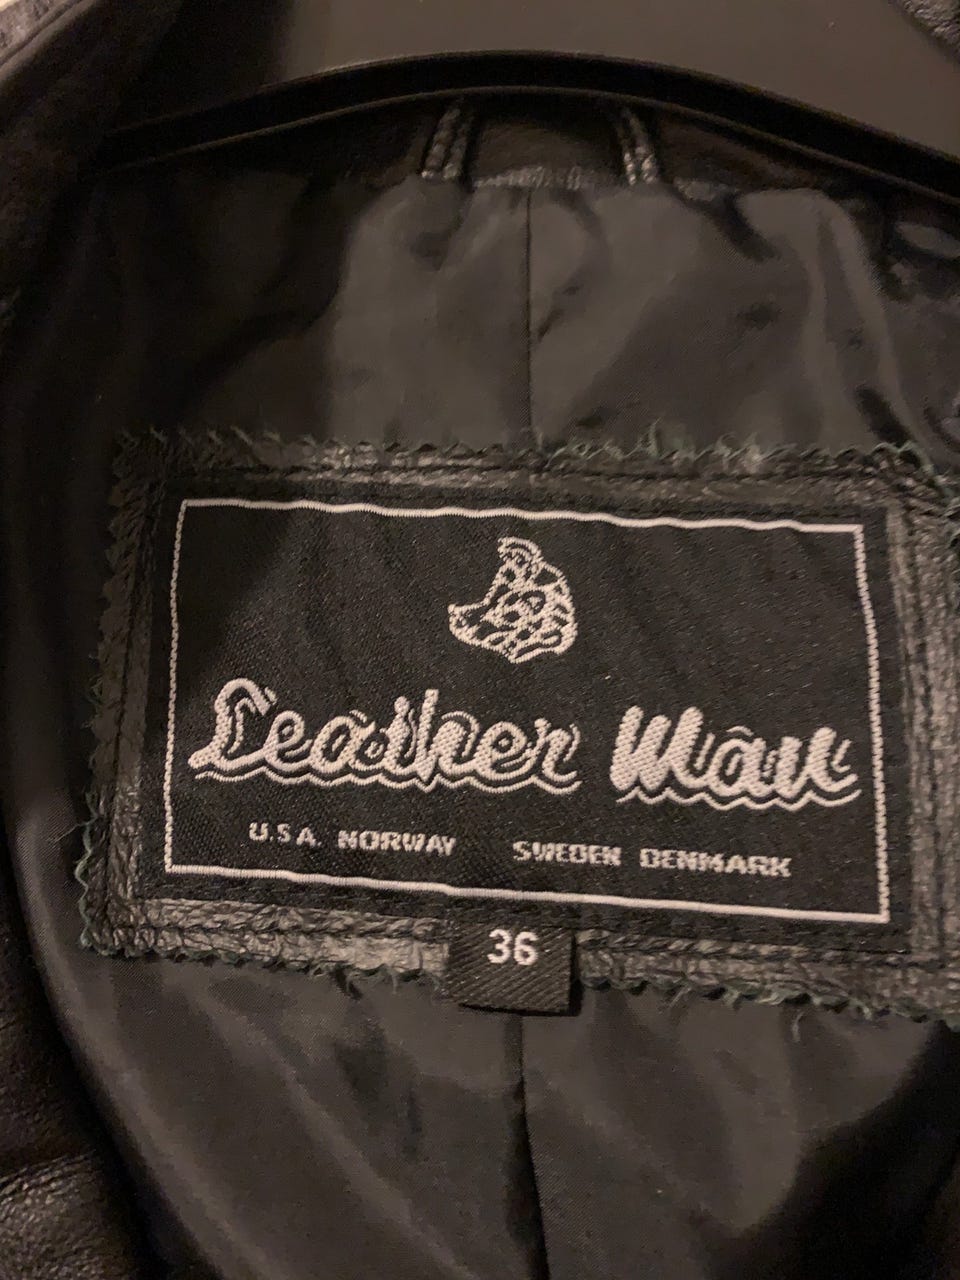 Leather Man
U.S.A. NORWAY SWEDEN DENMARK
36